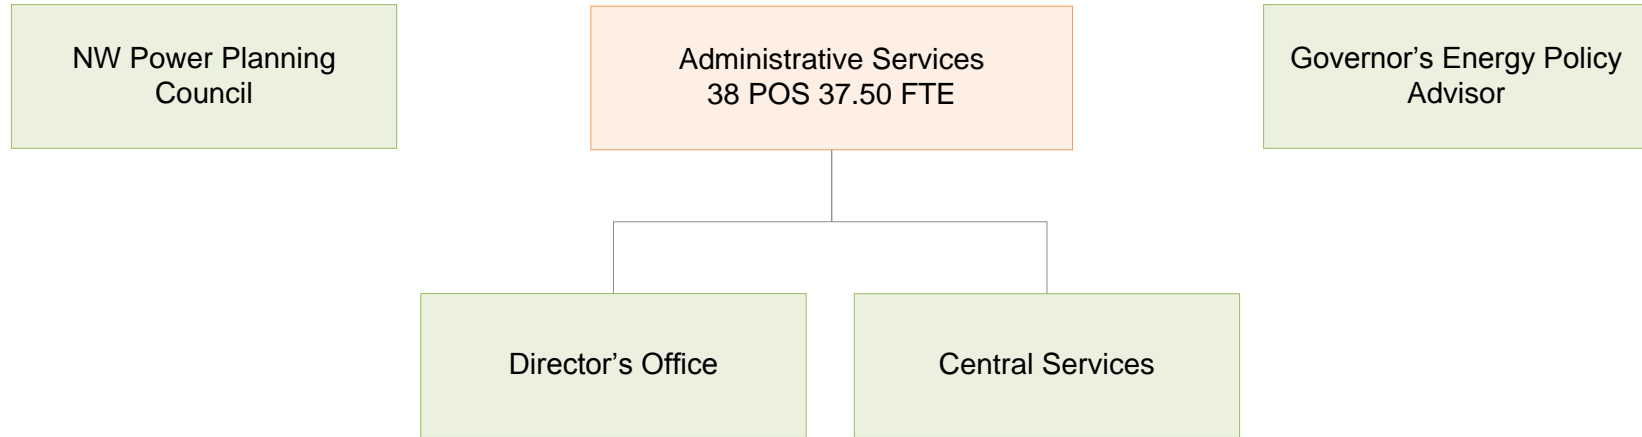 NW Power Planning
Council
Administrative Services
38 POS 37.50 FTE
Governor’s Energy Policy
Advisor
Director’s Office
Central Services